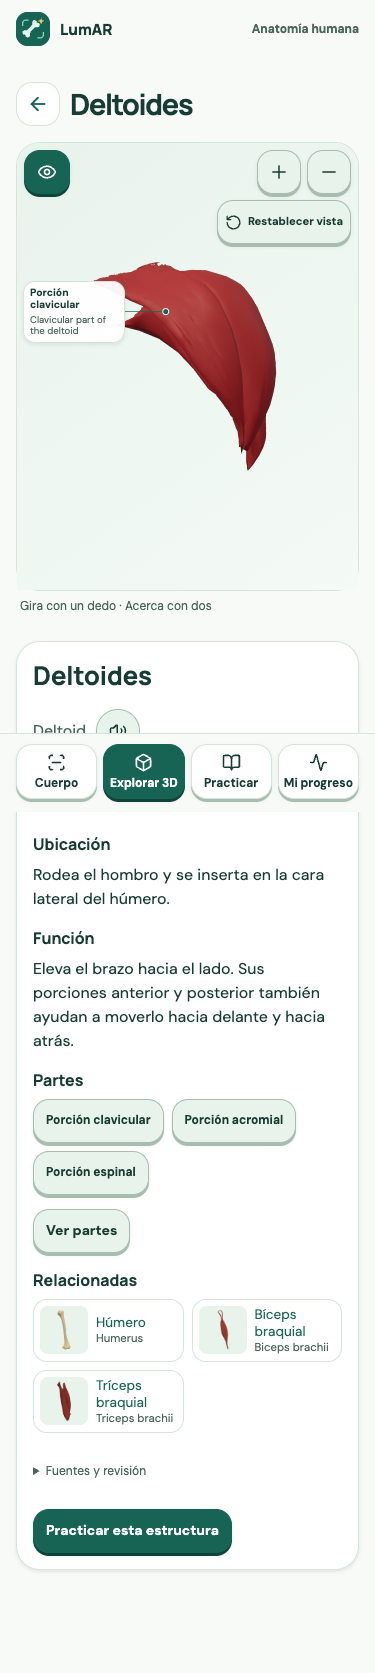 LumAR
Anatomía humana
Deltoides
Restablecer vista
Porción
clavicular
Clavicular part of
the deltoid
Gira con un dedo · Acerca con dos
Deltoides
Deltoid
Cuerpo
Explorar 3D
Practicar
Mi progreso
Ubicación
Rodea el hombro y se inserta en la cara
lateral del húmero.
Función
Eleva el brazo hacia el lado. Sus
porciones anterior y posterior también
ayudan a moverlo hacia delante y hacia
atrás.
Partes
Porción clavicular
Porción acromial
Porción espinal
Ver partes
Relacionadas
Húmero
Humerus
Bíceps
braquial
Biceps brachii
Tríceps
braquial
Triceps brachii
Fuentes y revisión
Practicar esta estructura